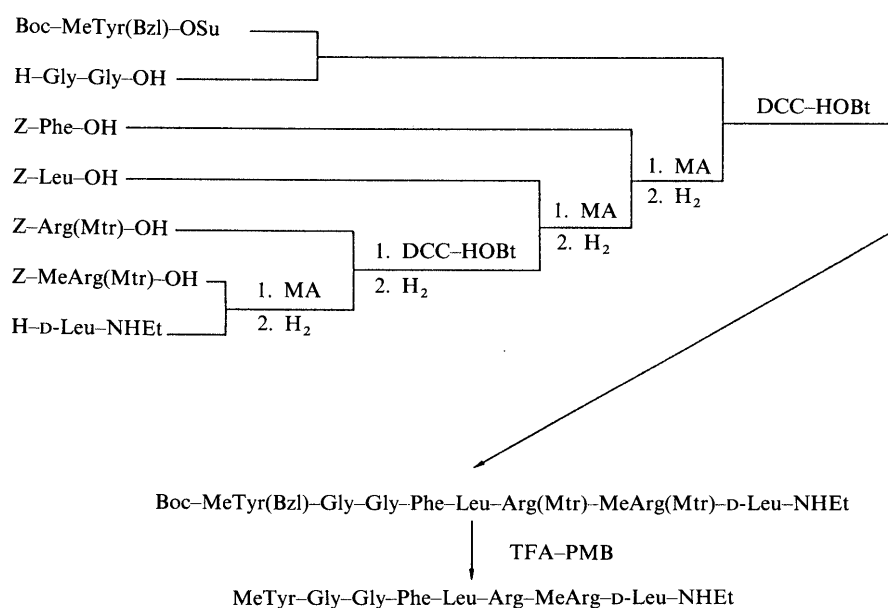 Boc–MeTyr(Bzl)–OSu
H–Gly–Gly–OH
DCC–HOBt
Z–Phe–OH
1. MA
2. H₂
Z–Leu–OH
1. MA
2. H₂
Z–Arg(Mtr)–OH
1. DCC–HOBt
2. H₂
Z–MeArg(Mtr)–OH
1. MA
2. H₂
H–D-Leu–NHEt
Boc–MeTyr(Bzl)–Gly–Gly–Phe–Leu–Arg(Mtr)–MeArg(Mtr)–D-Leu–NHEt
TFA–PMB
MeTyr–Gly–Gly–Phe–Leu–Arg–MeArg–D-Leu–NHEt